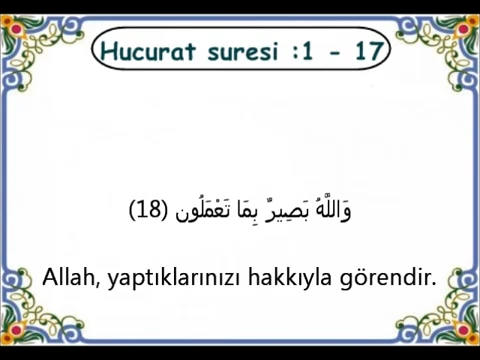 Hucurat suresi :1 - 17
وَاللَّهُ بَصِيرٌ بِمَا تَعْمَلُون (18)
Allah, yaptıklarınızı hakkıyla görendir.